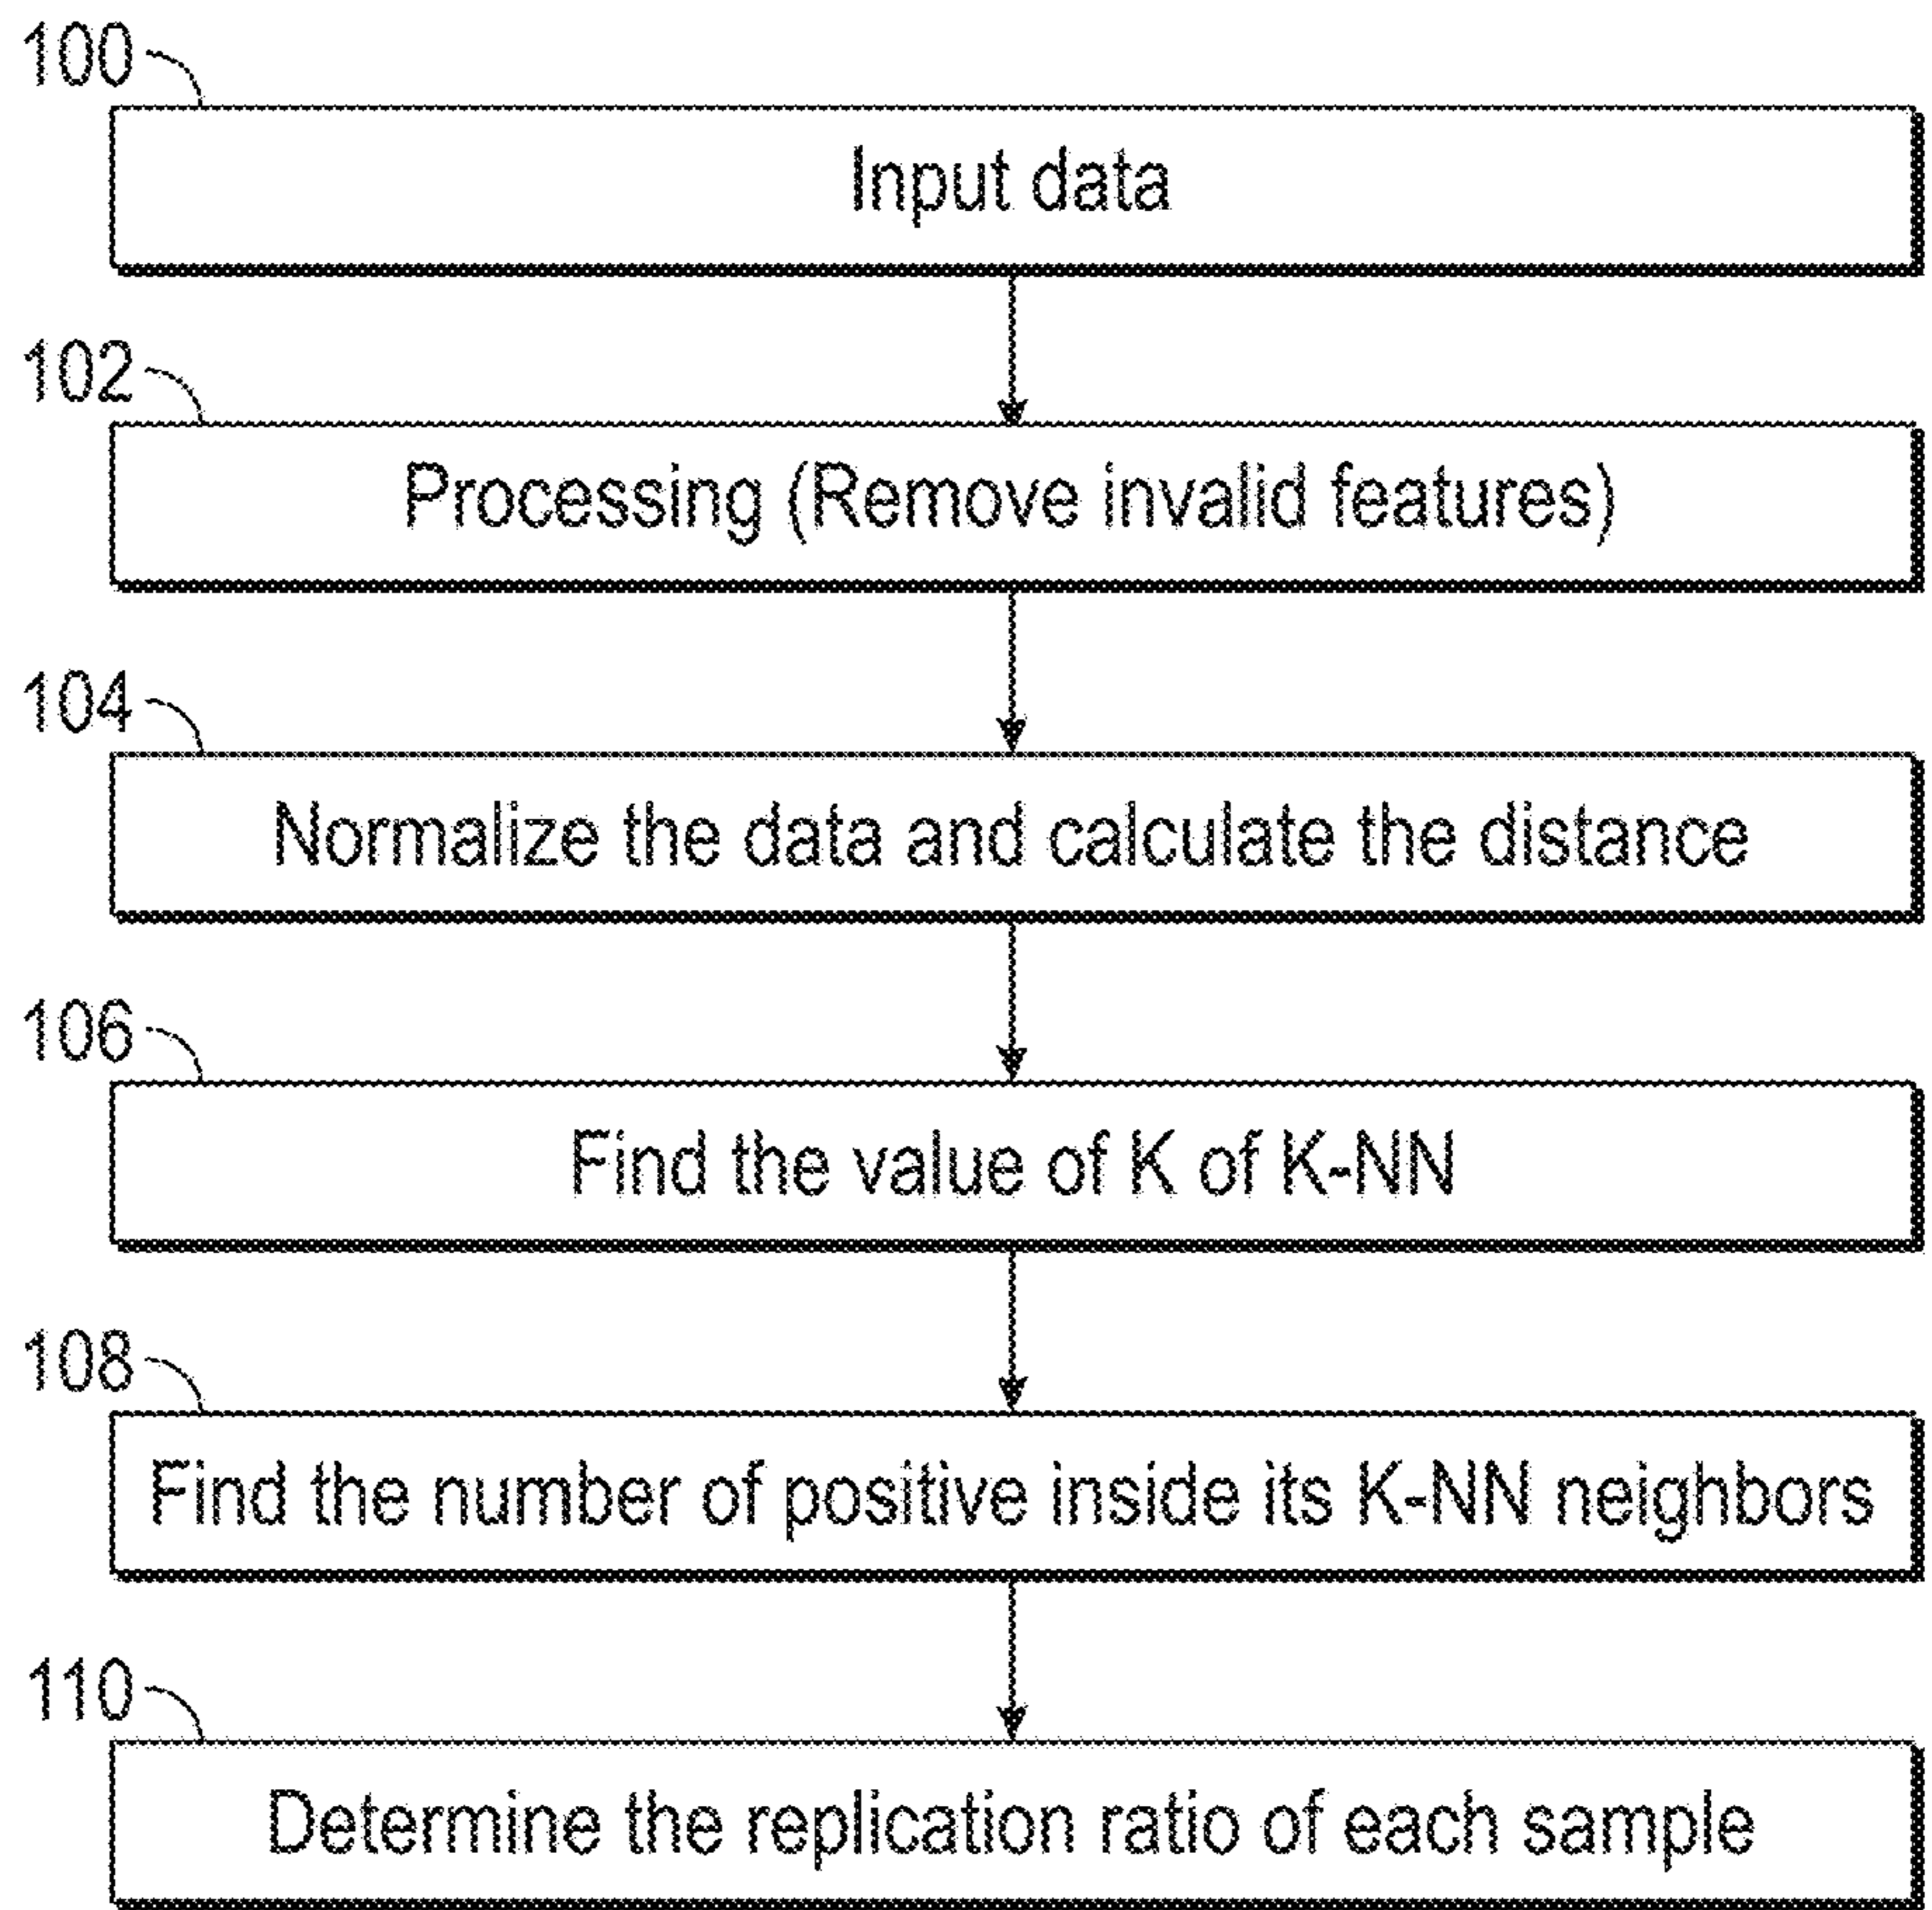 100
Input data
102
Processing (Remove invalid features)
104
Normalize the data and calculate the distance
106
Find the value of K of K-NN
108
Find the number of positive inside its K-NN neighbors
110
Determine the replication ratio of each sample